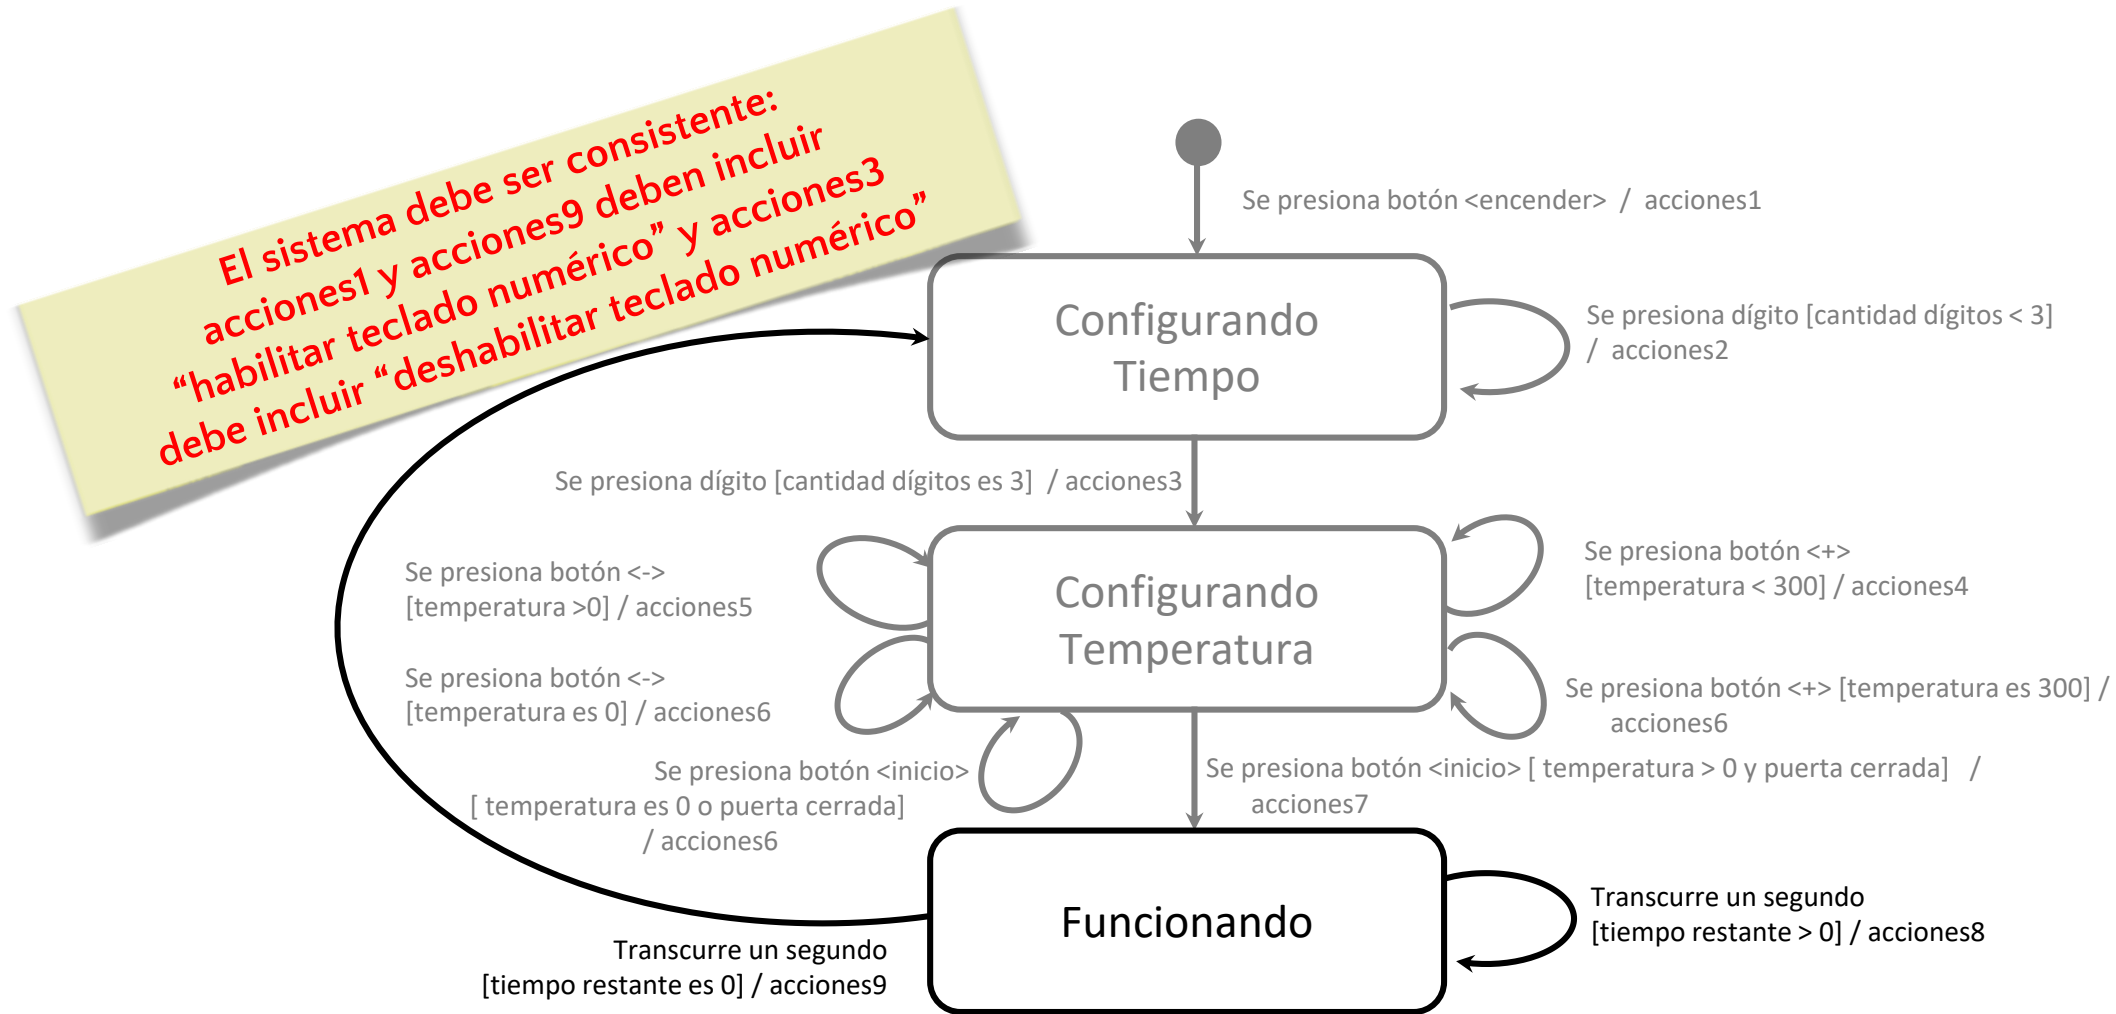 El sistema debe ser consistente:
acciones1 y acciones9 deben incluir
“habilitar teclado numérico” y acciones3
debe incluir “deshabilitar teclado numérico”
Se presiona botón <encender> / acciones1
Configurando
Tiempo
Se presiona dígito [cantidad dígitos < 3]
/ acciones2
Se presiona dígito [cantidad dígitos es 3] / acciones3
Se presiona botón <->
[temperatura >0] / acciones5
Configurando
Temperatura
Se presiona botón <+>
[temperatura < 300] / acciones4
Se presiona botón <->
[temperatura es 0] / acciones6
Se presiona botón <+> [temperatura es 300] /
acciones6
Se presiona botón <inicio>
[ temperatura es 0 o puerta cerrada]
/ acciones6
Se presiona botón <inicio> [ temperatura > 0 y puerta cerrada] /
acciones7
Funcionando
Transcurre un segundo
[tiempo restante > 0] / acciones8
Transcurre un segundo
[tiempo restante es 0] / acciones9